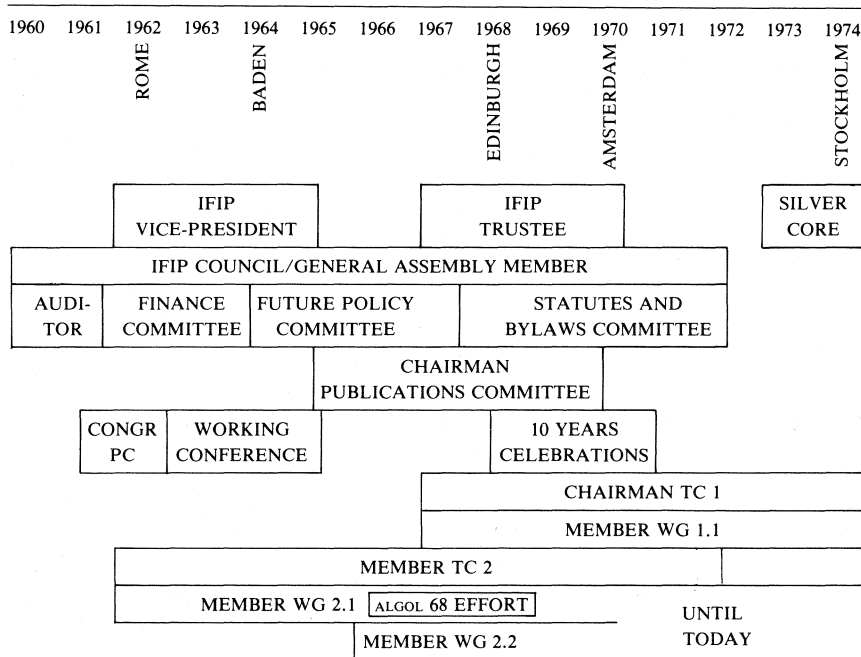 1960 1961 1962 1963 1964 1965 1966 1967 1968 1969 1970 1971 1972 1973 1974
ROME
BADEN
EDINBURGH
AMSTERDAM
STOCKHOLM
IFIP
VICE-PRESIDENT
IFIP
TRUSTEE
SILVER
CORE
IFIP COUNCIL/GENERAL ASSEMBLY MEMBER
AUDI-
TOR
FINANCE
COMMITTEE
FUTURE POLICY
COMMITTEE
STATUTES AND
BYLAWS COMMITTEE
CHAIRMAN
PUBLICATIONS COMMITTEE
CONGR
PC
WORKING
CONFERENCE
10 YEARS
CELEBRATIONS
CHAIRMAN TC 1
MEMBER WG 1.1
MEMBER TC 2
MEMBER WG 2.1
ALGOL 68 EFFORT
MEMBER WG 2.2
UNTIL
TODAY